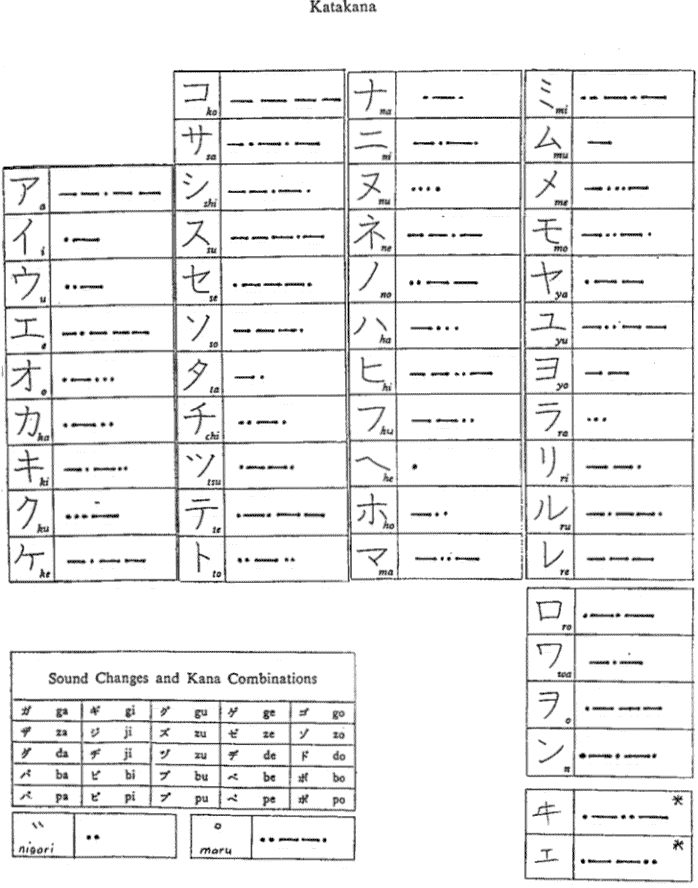 Katakana
ア a — — · — —
イ i · —
ウ u · · —
エ e — · — — —
オ o · — · · ·
カ ka · — · ·
キ ki — · — · ·
ク ku · · · —
ケ ke — · — —
コ ko — — — —
サ sa — · — · —
シ shi — — · — ·
ス su — — — · —
セ se · — — — ·
ソ so — — — ·
タ ta — ·
チ chi · · — ·
ツ tsu · — — ·
テ te · — · — —
ト to · · — · ·
ナ na · — ·
ニ mi — · — ·
ヌ nu · · · ·
ネ ne — — · —
ノ no · · — —
ハ ha — · · ·
ヒ hi — — · · —
フ hu — — · ·
ヘ he ·
ホ ho — · ·
マ ma — · · —
ミ mi · · — · —
ム mu —
メ me — · · · —
モ mo — · · — ·
ヤ ya · — —
ユ yu — · · — —
ヨ yo — —
ラ ra · · ·
リ ri — — ·
ル ru — · — — ·
レ re — — —
ロ ro · — · —
ワ wa — · —
ヲ o · — — —
ン n · — · — ·
ヰ · — · · — *
エ · — — · · *
Sound Changes and Kana Combinations
ガ ga ギ gi グ gu ゲ ge ゴ go
ザ za ジ ji ズ zu ゼ ze ゾ zo
ダ da ヂ ji ヅ zu デ de ド do
バ ba ビ bi ブ bu ベ be ボ bo
パ pa ピ pi プ pu ペ pe ポ po
゛ nigori · ·
゜ maru · · — — ·